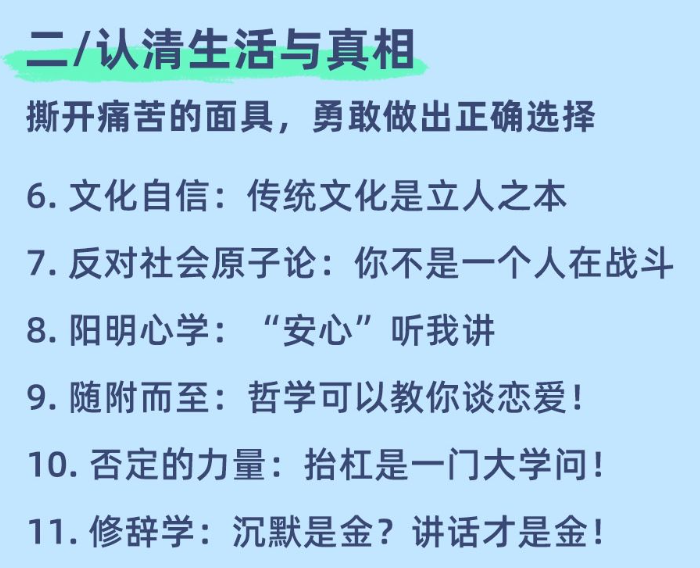 二/认清生活与真相
撕开痛苦的面具，勇敢做出正确选择
6. 文化自信：传统文化是立人之本
7. 反对社会原子论：你不是一个人在战斗
8. 阳明心学：“安心”听我讲
9. 随附而至：哲学可以教你谈恋爱！
10. 否定的力量：抬杠是一门大学问！
11. 修辞学：沉默是金？讲话才是金！